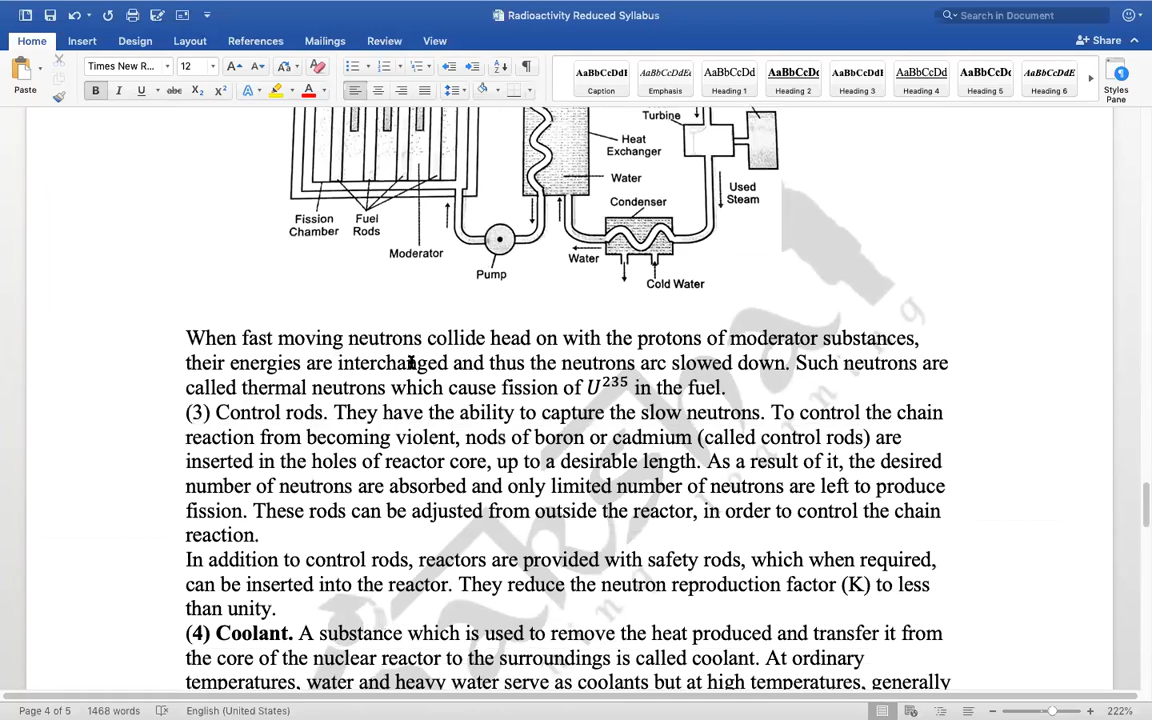 Radioactivity Reduced Syllabus
Search in Document
Home Insert Design Layout References Mailings Review View
Share
Paste
Times New R... 12
AaBbCcDdI AaBbCcDdEe AaBbCcDd AaBbCcDc AaBbCcDdI AaBbCcDd AaBbCcDd AaBbCcDdE
Caption Emphasis Heading 1 Heading 2 Heading 3 Heading 4 Heading 5 Heading 6
Styles
Pane
Turbine
Heat
Exchanger
Water
Used
Steam
Condenser
Fission
Chamber
Fuel
Rods
Moderator
Pump
Water
Cold Water
When fast moving neutrons collide head on with the protons of moderator substances,
their energies are interchanged and thus the neutrons arc slowed down. Such neutrons are
called thermal neutrons which cause fission of U²³⁵ in the fuel.
(3) Control rods. They have the ability to capture the slow neutrons. To control the chain
reaction from becoming violent, nods of boron or cadmium (called control rods) are
inserted in the holes of reactor core, up to a desirable length. As a result of it, the desired
number of neutrons are absorbed and only limited number of neutrons are left to produce
fission. These rods can be adjusted from outside the reactor, in order to control the chain
reaction.
In addition to control rods, reactors are provided with safety rods, which when required,
can be inserted into the reactor. They reduce the neutron reproduction factor (K) to less
than unity.
(4) Coolant. A substance which is used to remove the heat produced and transfer it from
the core of the nuclear reactor to the surroundings is called coolant. At ordinary
temperatures, water and heavy water serve as coolants but at high temperatures, generally
Page 4 of 5 1468 words English (United States) 222%